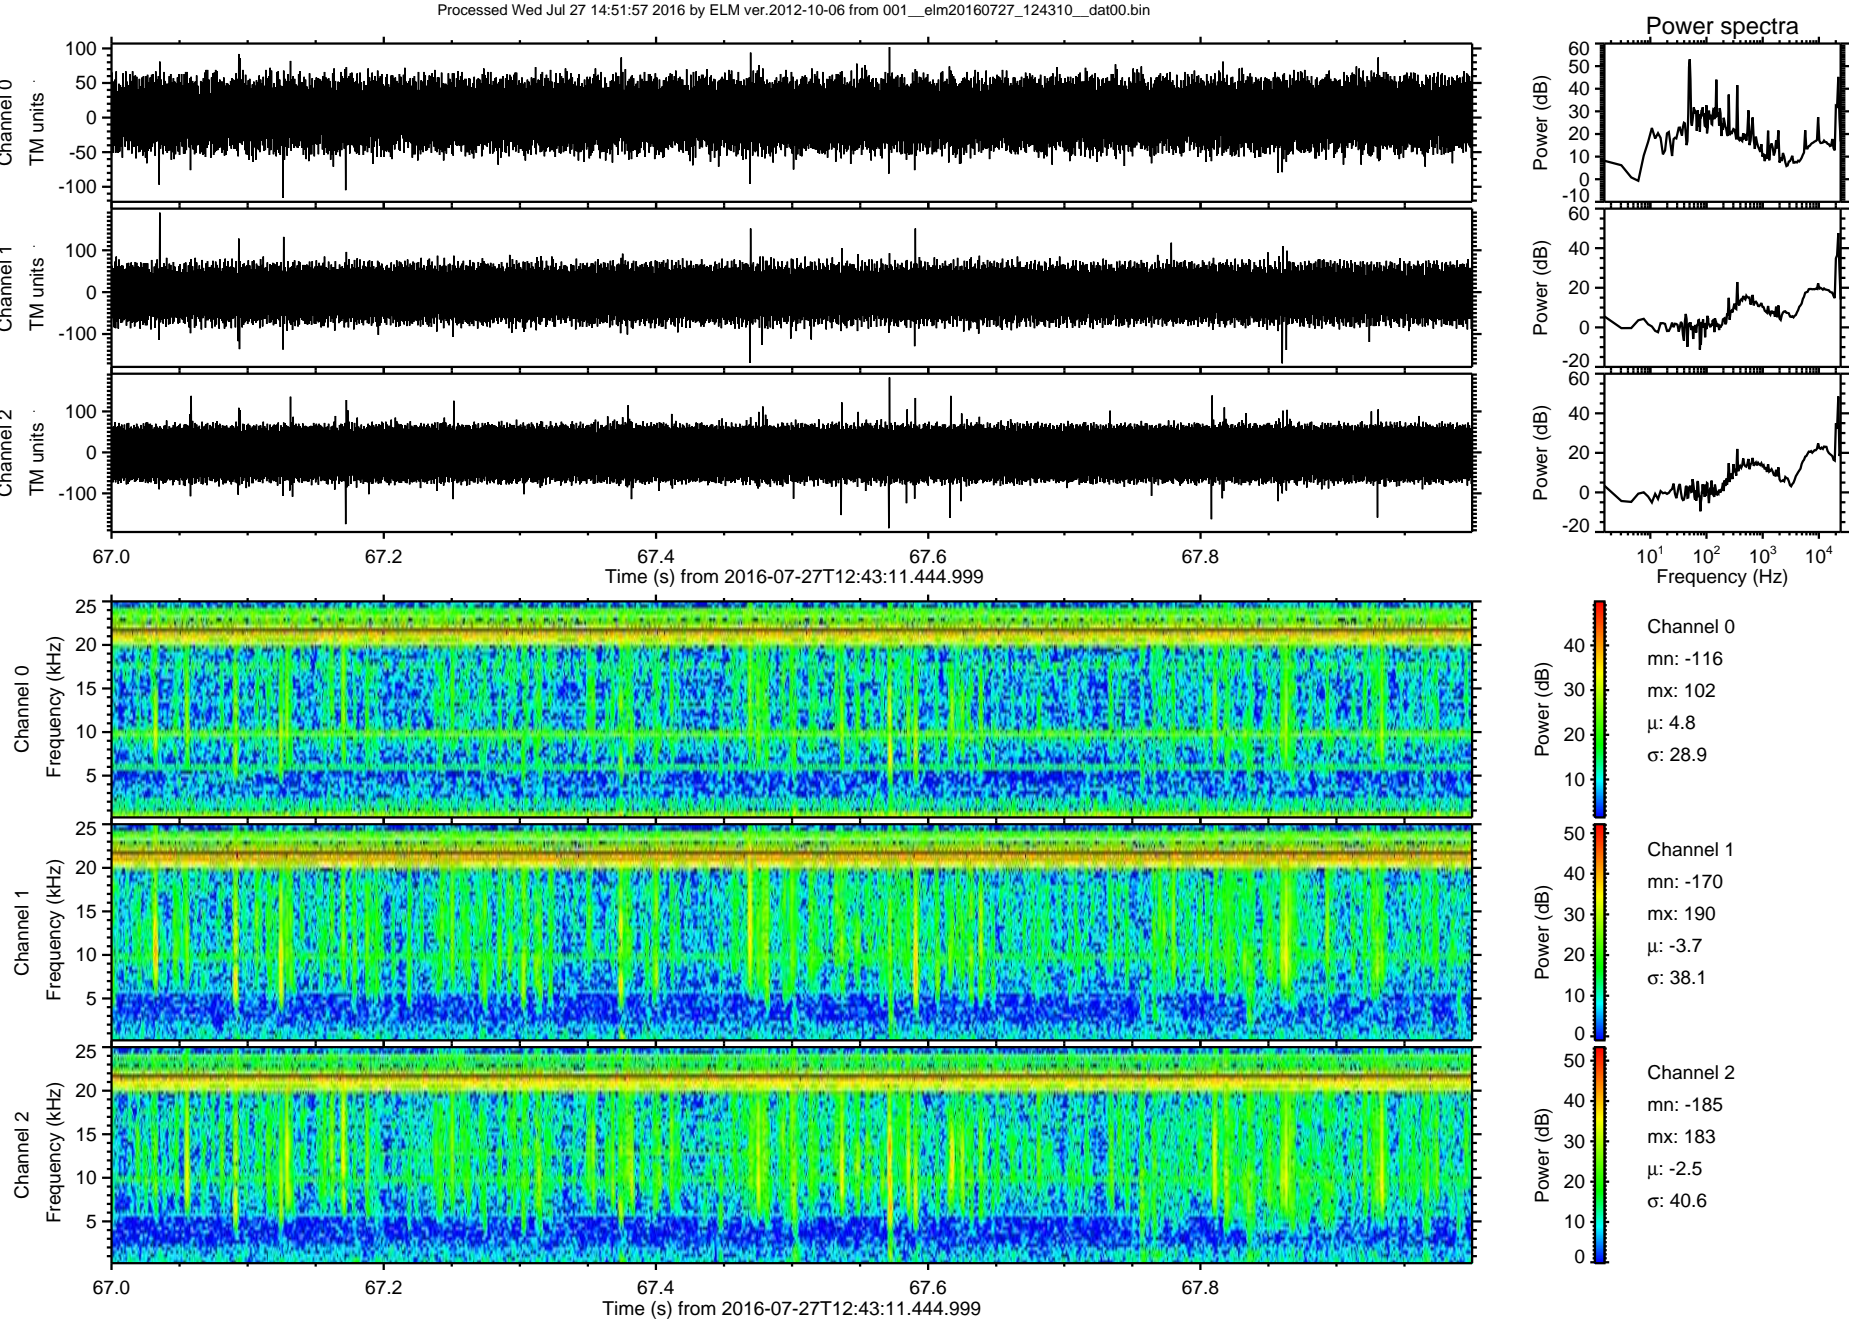 Processed Wed Jul 27 14:51:57 2016 by ELM ver.2012-10-06 from 001__elm20160727_124310__dat00.bin
Power spectra
Channel 0
TM units
100
50
0
-50
-100
Power (dB)
60
50
40
30
20
10
0
-10
Channel 1
TM units
100
0
-100
Power (dB)
60
40
20
0
-20
Channel 2
TM units
100
0
-100
Power (dB)
60
40
20
0
-20
67.0 67.2 67.4 67.6 67.8
Time (s) from 2016-07-27T12:43:11.444.999
10¹ 10² 10³ 10⁴
Frequency (Hz)
Channel 0
Frequency (kHz)
25
20
15
10
5
Power (dB)
40
30
20
10
Channel 0
mn: -116
mx: 102
μ: 4.8
σ: 28.9
Channel 1
Frequency (kHz)
25
20
15
10
5
Power (dB)
50
40
30
20
10
0
Channel 1
mn: -170
mx: 190
μ: -3.7
σ: 38.1
Channel 2
Frequency (kHz)
25
20
15
10
5
Power (dB)
50
40
30
20
10
0
Channel 2
mn: -185
mx: 183
μ: -2.5
σ: 40.6
67.0 67.2 67.4 67.6 67.8
Time (s) from 2016-07-27T12:43:11.444.999